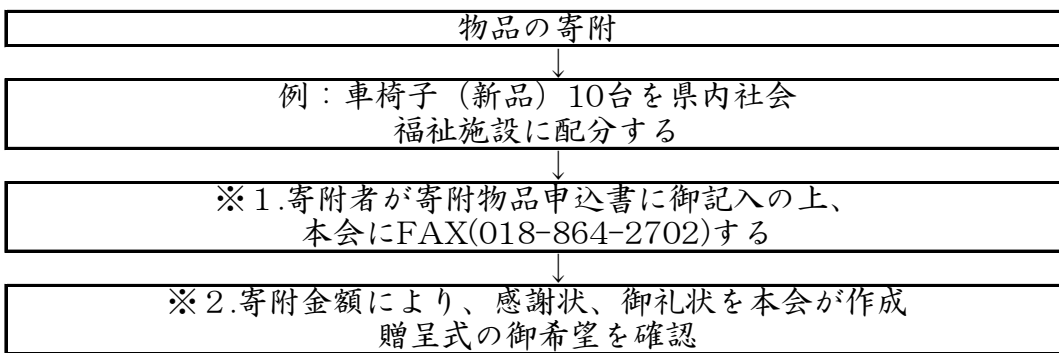 物品の寄附
↓
例：車椅子（新品）10台を県内社会
福祉施設に配分する
↓
※１.寄附者が寄附物品申込書に御記入の上、
本会にFAX(018-864-2702)する
↓
※２.寄附金額により、感謝状、御礼状を本会が作成
贈呈式の御希望を確認